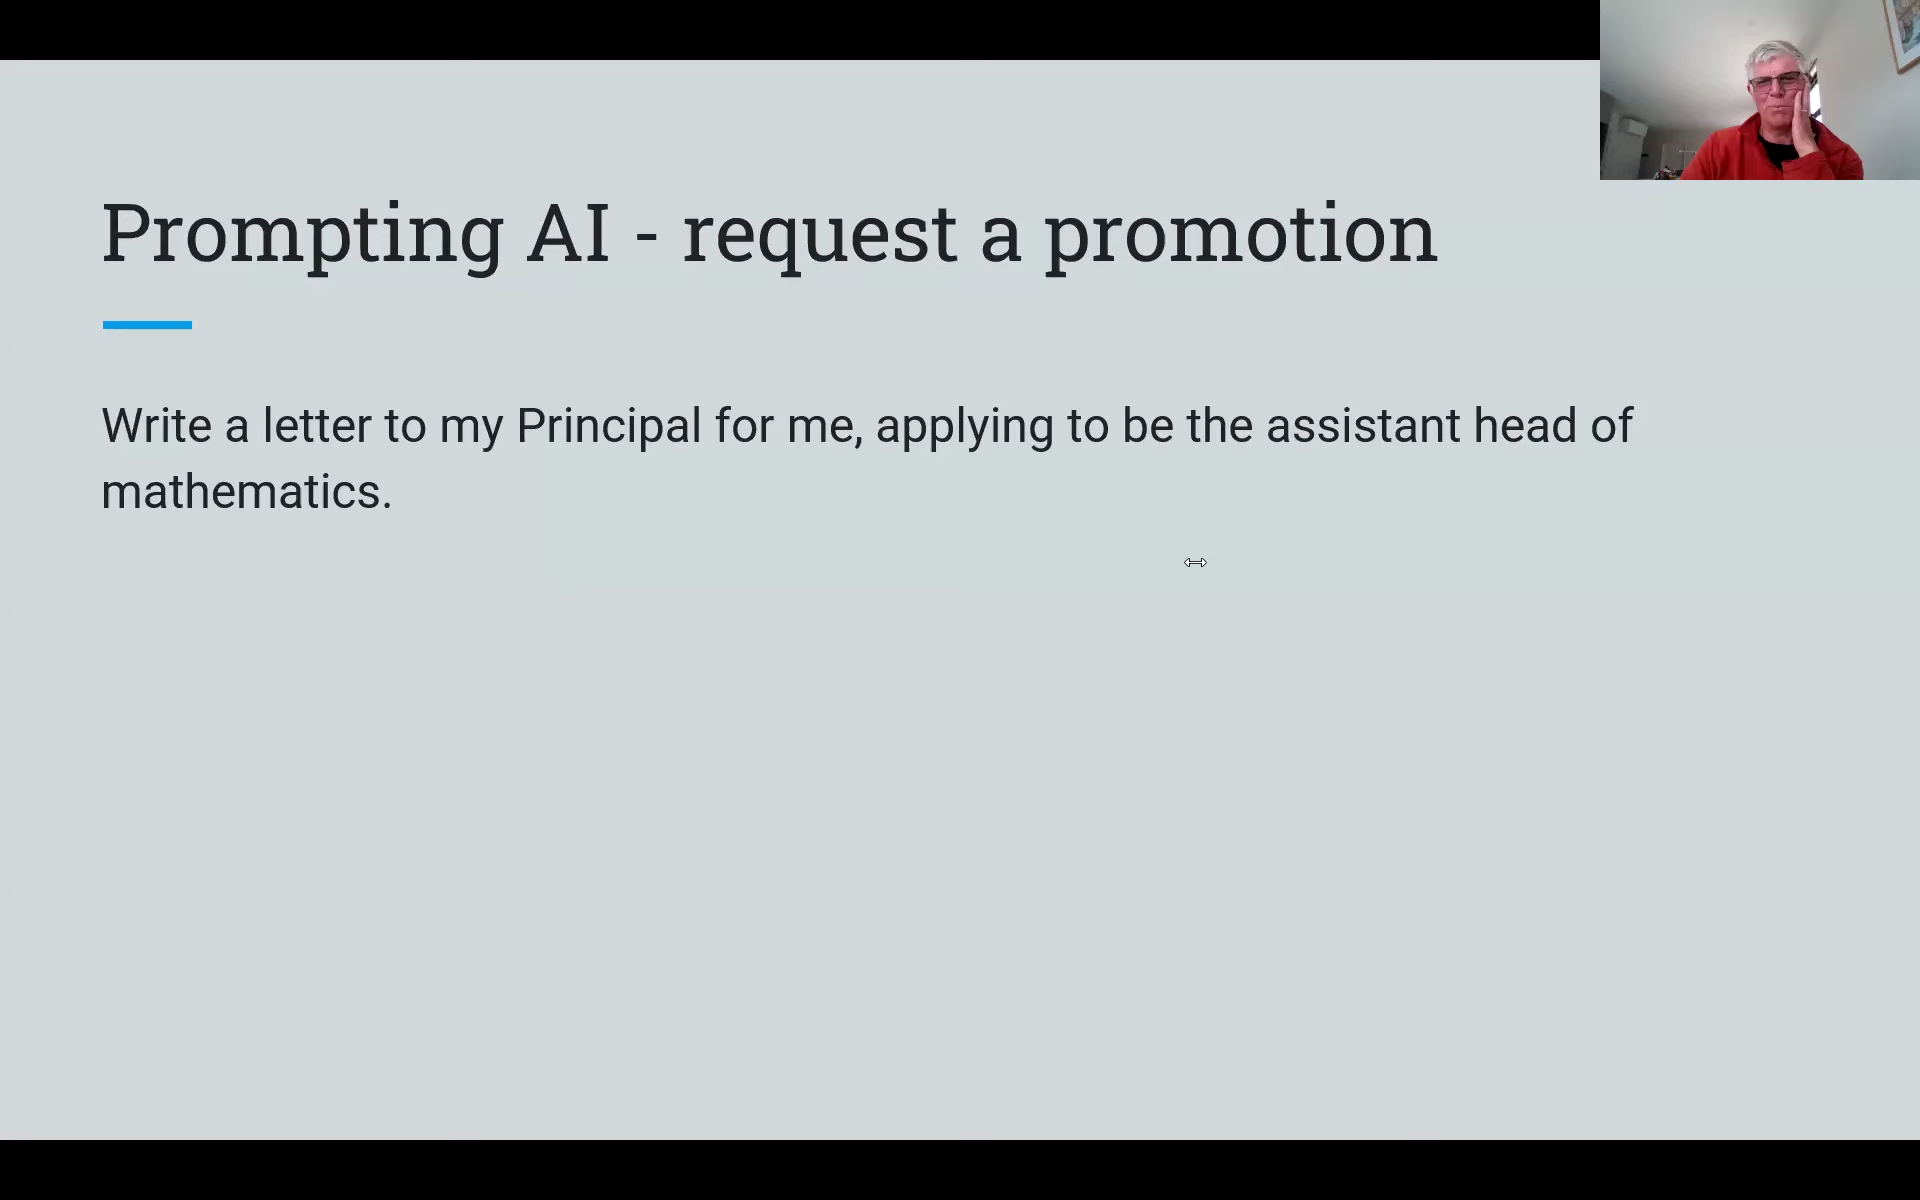 Prompting AI - request a promotion
Write a letter to my Principal for me, applying to be the assistant head of
mathematics.